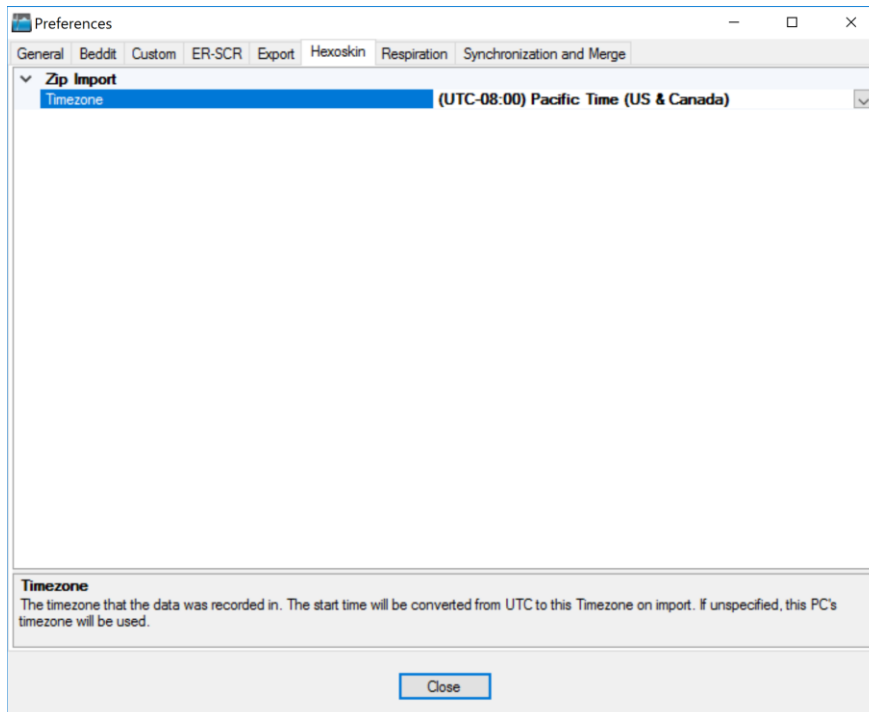 Preferences
General Beddit Custom ER-SCR Export Hexoskin Respiration Synchronization and Merge
Zip Import
Timezone (UTC-08:00) Pacific Time (US & Canada)
Timezone
The timezone that the data was recorded in. The start time will be converted from UTC to this Timezone on import. If unspecified, this PC's
timezone will be used.
Close